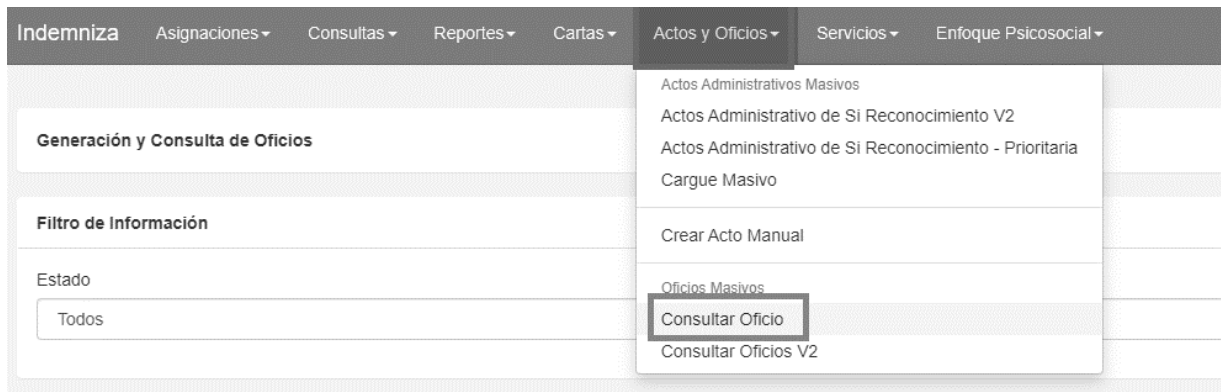 Indemniza Asignaciones Consultas Reportes Cartas Actos y Oficios Servicios Enfoque Psicosocial
Actos Administrativos Masivos
Actos Administrativo de Si Reconocimiento V2
Actos Administrativo de Si Reconocimiento - Prioritaria
Cargue Masivo
Crear Acto Manual
Oficios Masivos
Consultar Oficio
Consultar Oficios V2
Generación y Consulta de Oficios
Filtro de Información
Estado
Todos